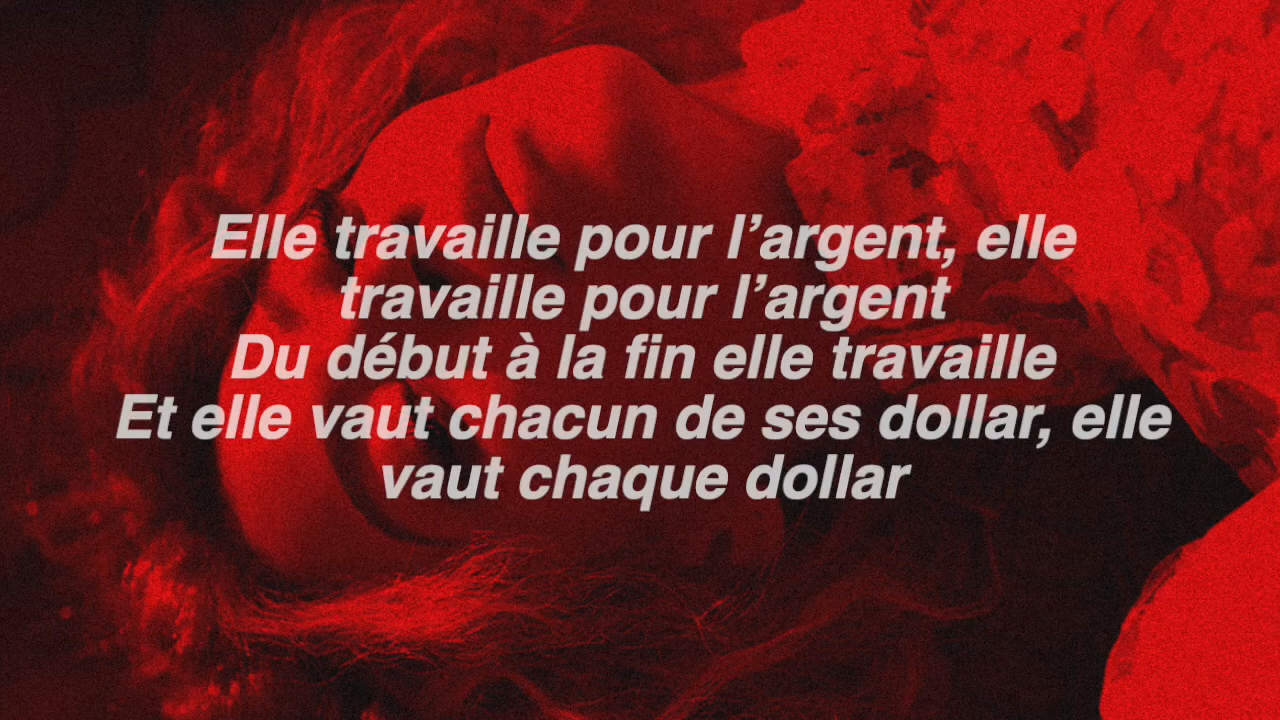 Elle travaille pour l’argent, elle
travaille pour l’argent
Du début à la fin elle travaille
Et elle vaut chacun de ses dollar, elle
vaut chaque dollar